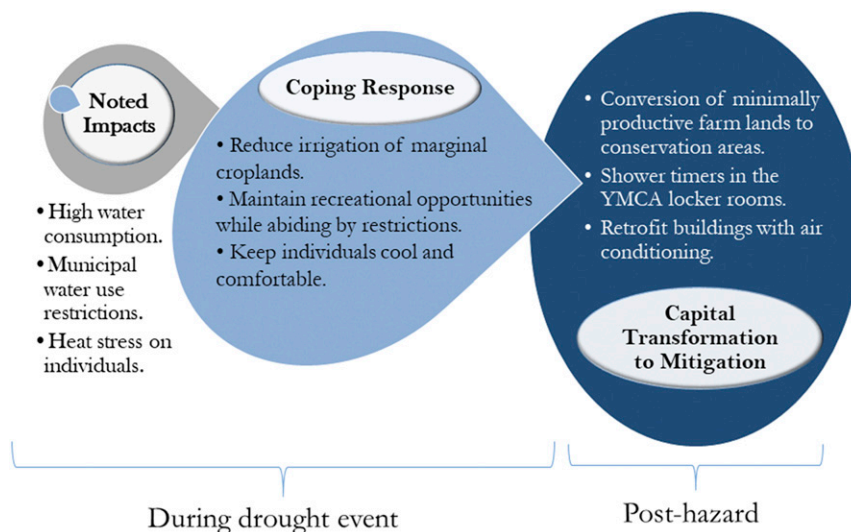 Noted
Impacts
• High water
consumption.
• Municipal
water use
restrictions.
• Heat stress on
individuals.
Coping Response
• Reduce irrigation of marginal
croplands.
• Maintain recreational opportunities
while abiding by restrictions.
• Keep individuals cool and
comfortable.
• Conversion of minimally
productive farm lands to
conservation areas.
• Shower timers in the
YMCA locker rooms.
• Retrofit buildings with air
conditioning.
Capital
Transformation
to Mitigation
During drought event
Post-hazard